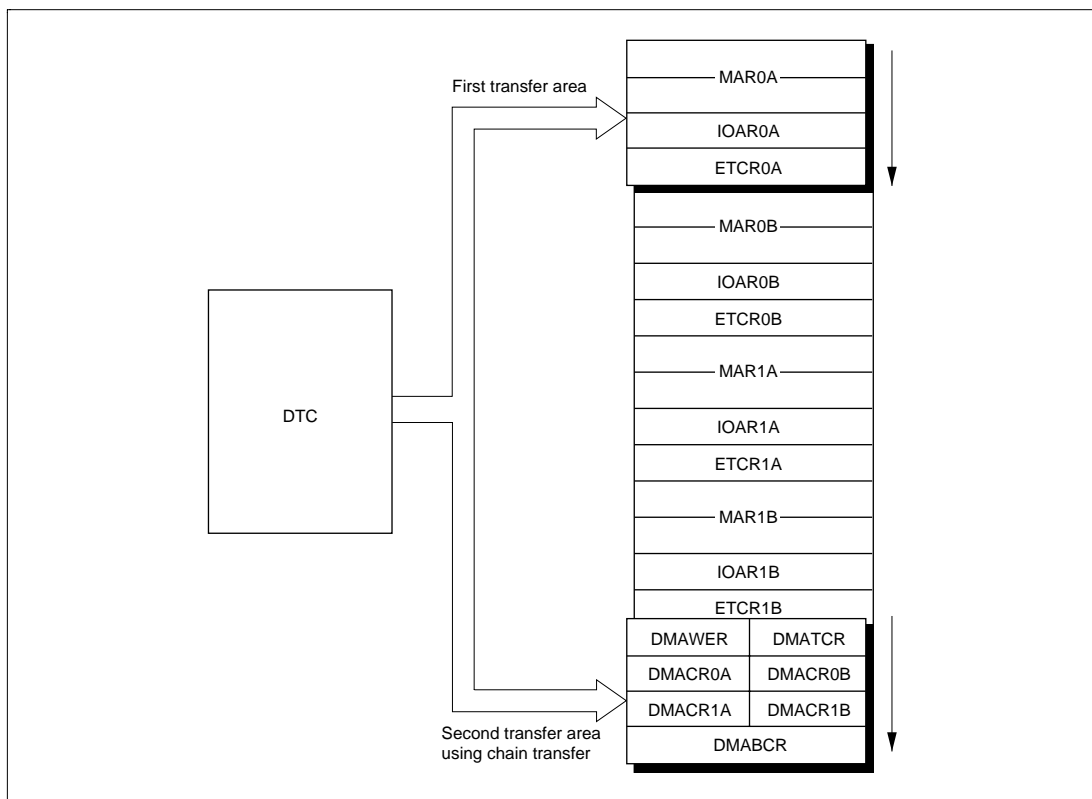 First transfer area
MAR0A
IOAR0A
ETCR0A
MAR0B
IOAR0B
ETCR0B
MAR1A
IOAR1A
ETCR1A
MAR1B
IOAR1B
ETCR1B
DTC
DMAWER DMATCR
DMACR0A DMACR0B
DMACR1A DMACR1B
DMABCR
Second transfer area
using chain transfer